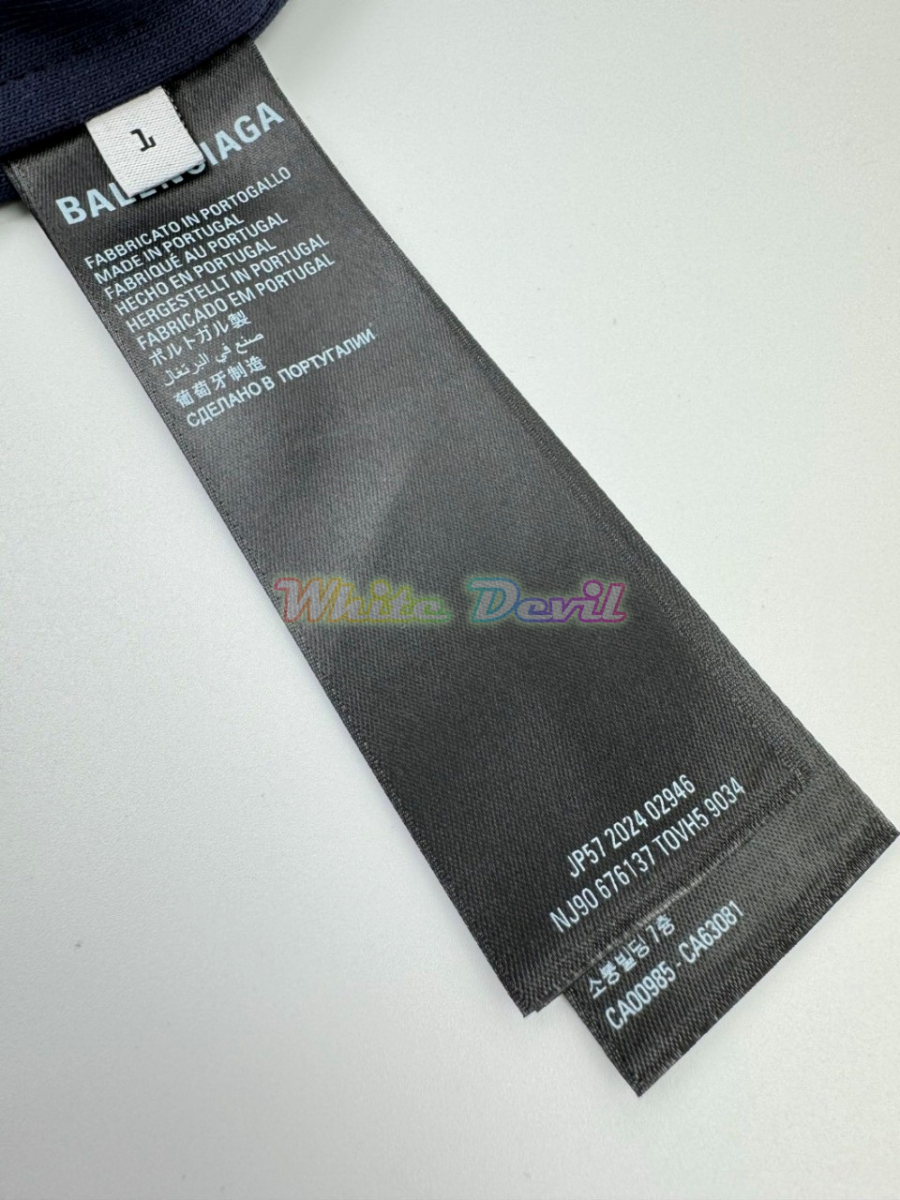 1
BALENCIAGA
FABBRICATO IN PORTOGALLO
MADE IN PORTUGAL
FABRIQUÉ AU PORTUGAL
HECHO EN PORTUGAL
HERGESTELLT IN PORTUGAL
FABRICADO EM PORTUGAL
ポルトガル製
صنع في البرتغال
葡萄牙制造
СДЕЛАНО В ПОРТУГАЛИИ
White Devil
JP57 2024 02946
NJ90 676137 TOVH5 9034
소통빌딩 7층
CA00985 - CA63081